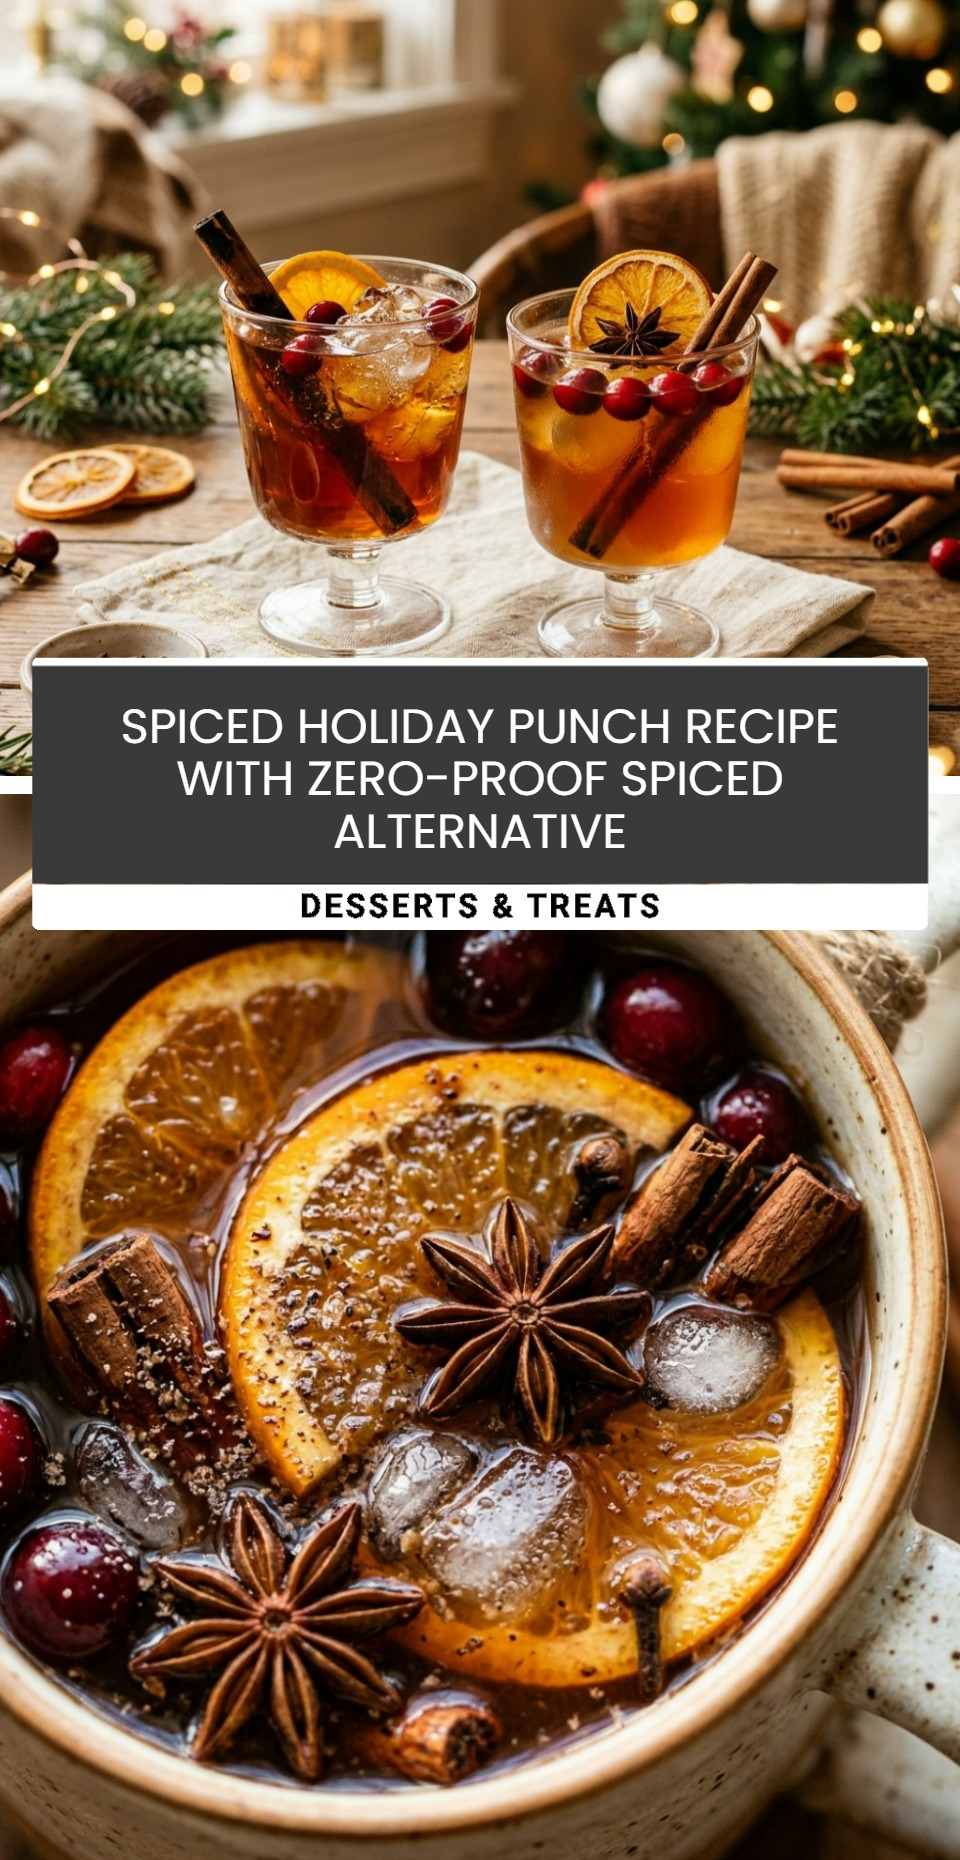 SPICED HOLIDAY PUNCH RECIPE
WITH ZERO-PROOF SPICED
ALTERNATIVE
DESSERTS & TREATS